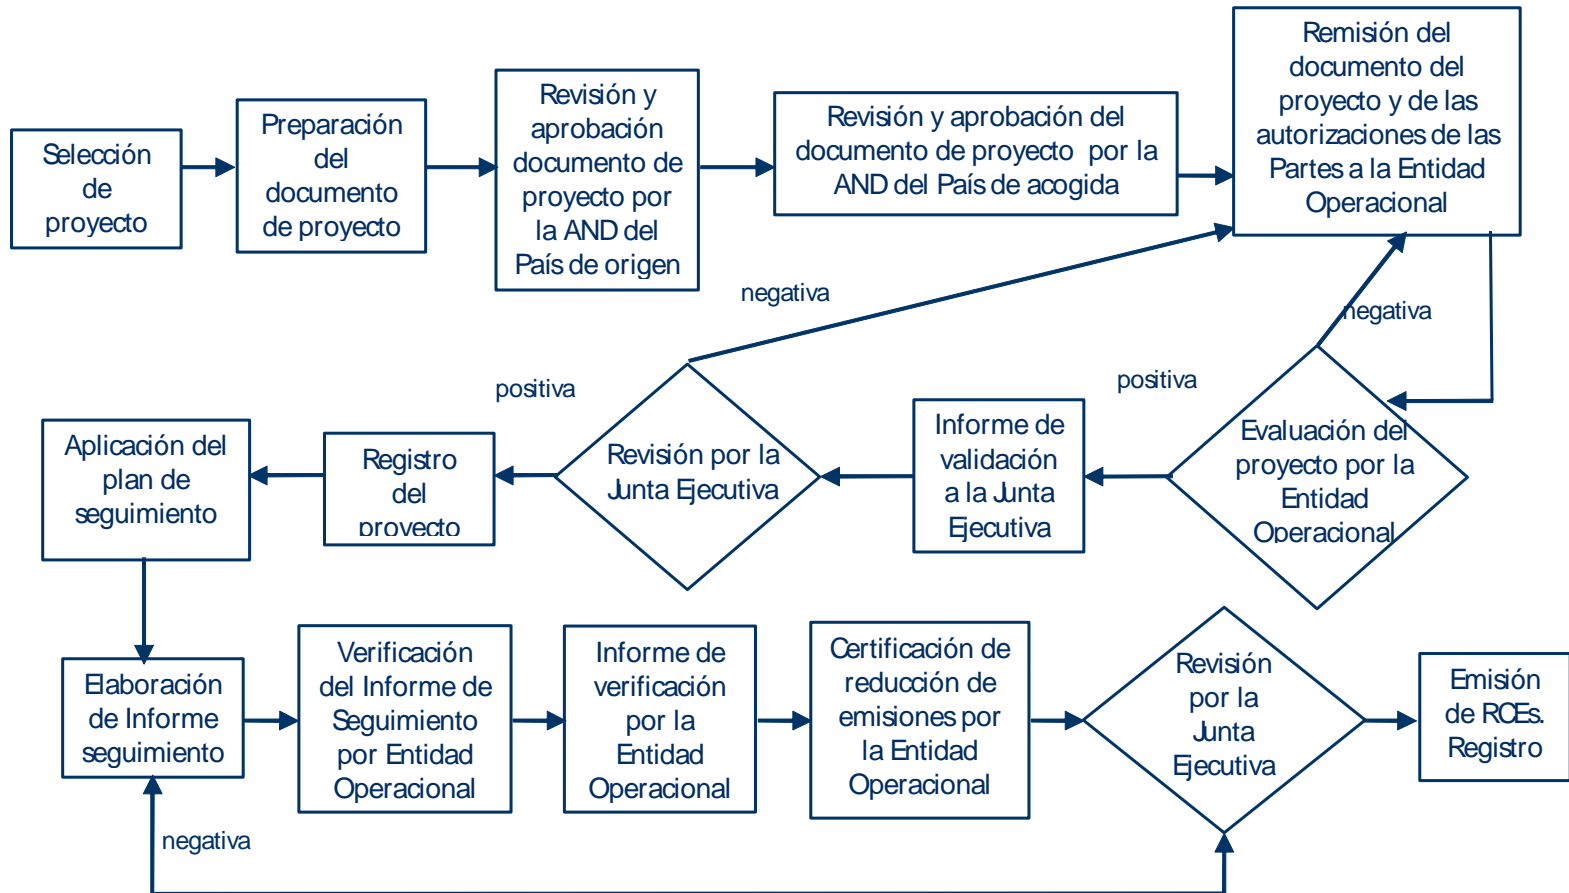 Selección
de
proyecto
Preparación
del
documento
de proyecto
Revisión y
aprobación
documento de
proyecto por
la AND del
País de origen
Revisión y aprobación del
documento de proyecto por la
AND del País de acogida
Remisión del
documento del
proyecto y de las
autorizaciones de las
Partes a la Entidad
Operacional
negativa
negativa
positiva
Evaluación del
proyecto por la
Entidad
Operacional
Informe de
validación
a la Junta
Ejecutiva
Revisión por la
Junta Ejecutiva
positiva
Registro
del
proyecto
Aplicación del
plan de
seguimiento
Elaboración
de Informe
seguimiento
Verificación
del Informe de
Seguimiento
por Entidad
Operacional
Informe de
verificación
por la
Entidad
Operacional
Certificación de
reducción de
emisiones por
la Entidad
Operacional
Revisión
por la
Junta
Ejecutiva
Emisión
de RCEs.
Registro
negativa